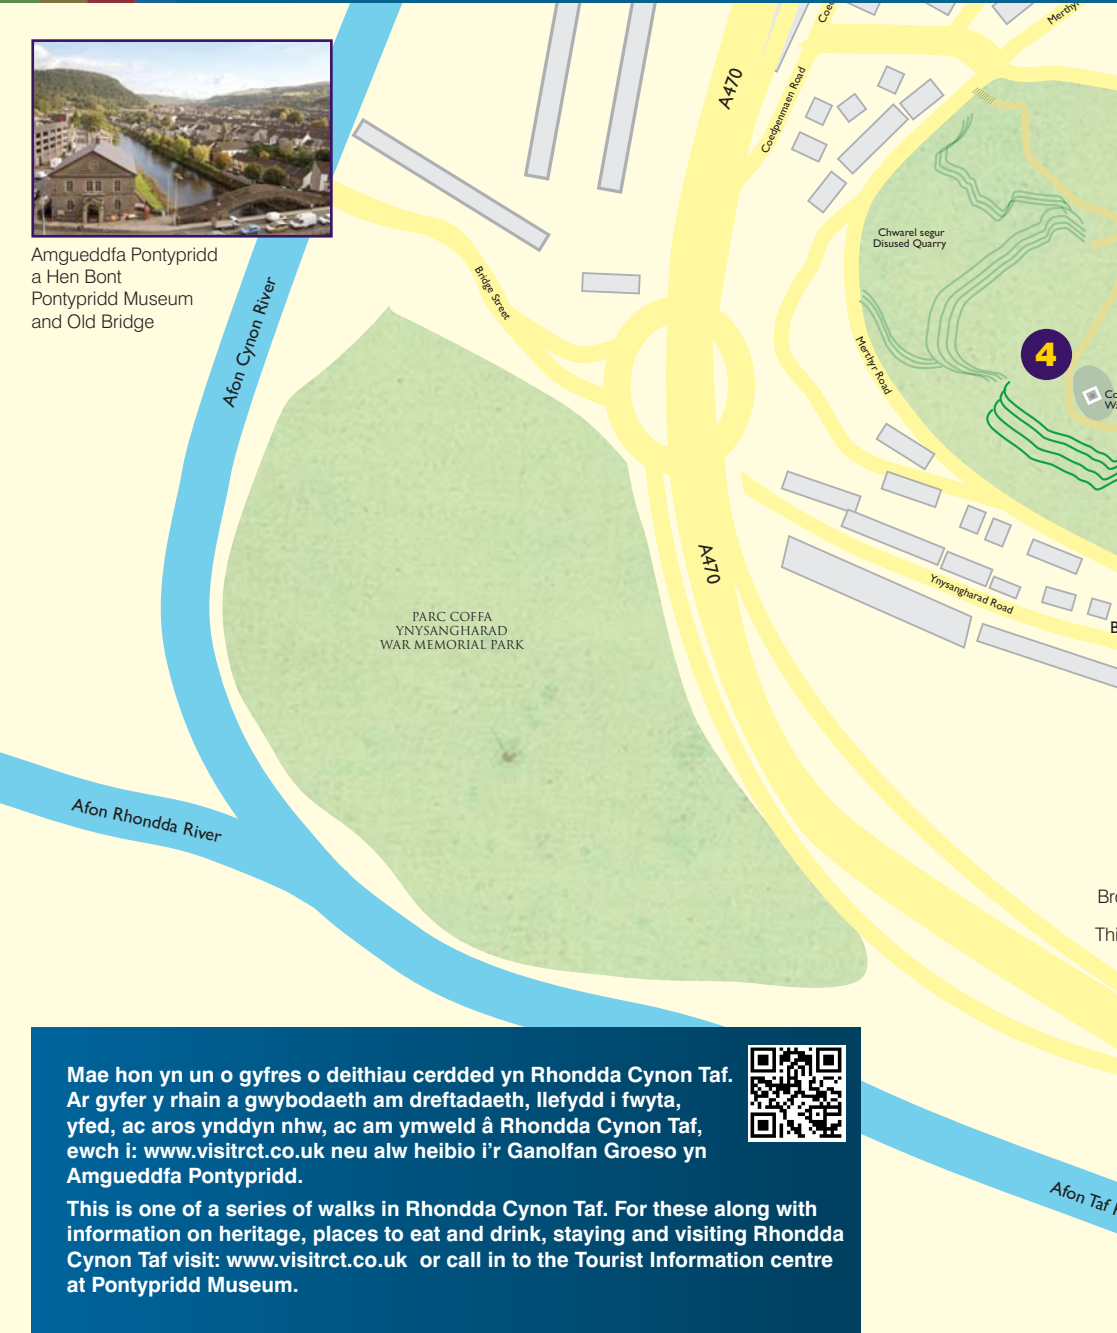 Amgueddfa Pontypridd
a Hen Bont
Pontypridd Museum
and Old Bridge
Afon Cynon River
Bridge Street
A470
Coedpenmaen Road
Chwarel segur
Disused Quarry
4
Merthyr Road
A470
Ynysangharad Road
PARC COFFA
YNYSANGHARAD
WAR MEMORIAL PARK
Afon Rhondda River
Afon Taf
Mae hon yn un o gyfres o deithiau cerdded yn Rhondda Cynon Taf.
Ar gyfer y rhain a gwybodaeth am dreftadaeth, llefydd i fwyta,
yfed, ac aros ynddyn nhw, ac am ymweld â Rhondda Cynon Taf,
ewch i: www.visitrct.co.uk neu alw heibio i'r Ganolfan Groeso yn
Amgueddfa Pontypridd.
This is one of a series of walks in Rhondda Cynon Taf. For these along with
information on heritage, places to eat and drink, staying and visiting Rhondda
Cynon Taf visit: www.visitrct.co.uk or call in to the Tourist Information centre
at Pontypridd Museum.